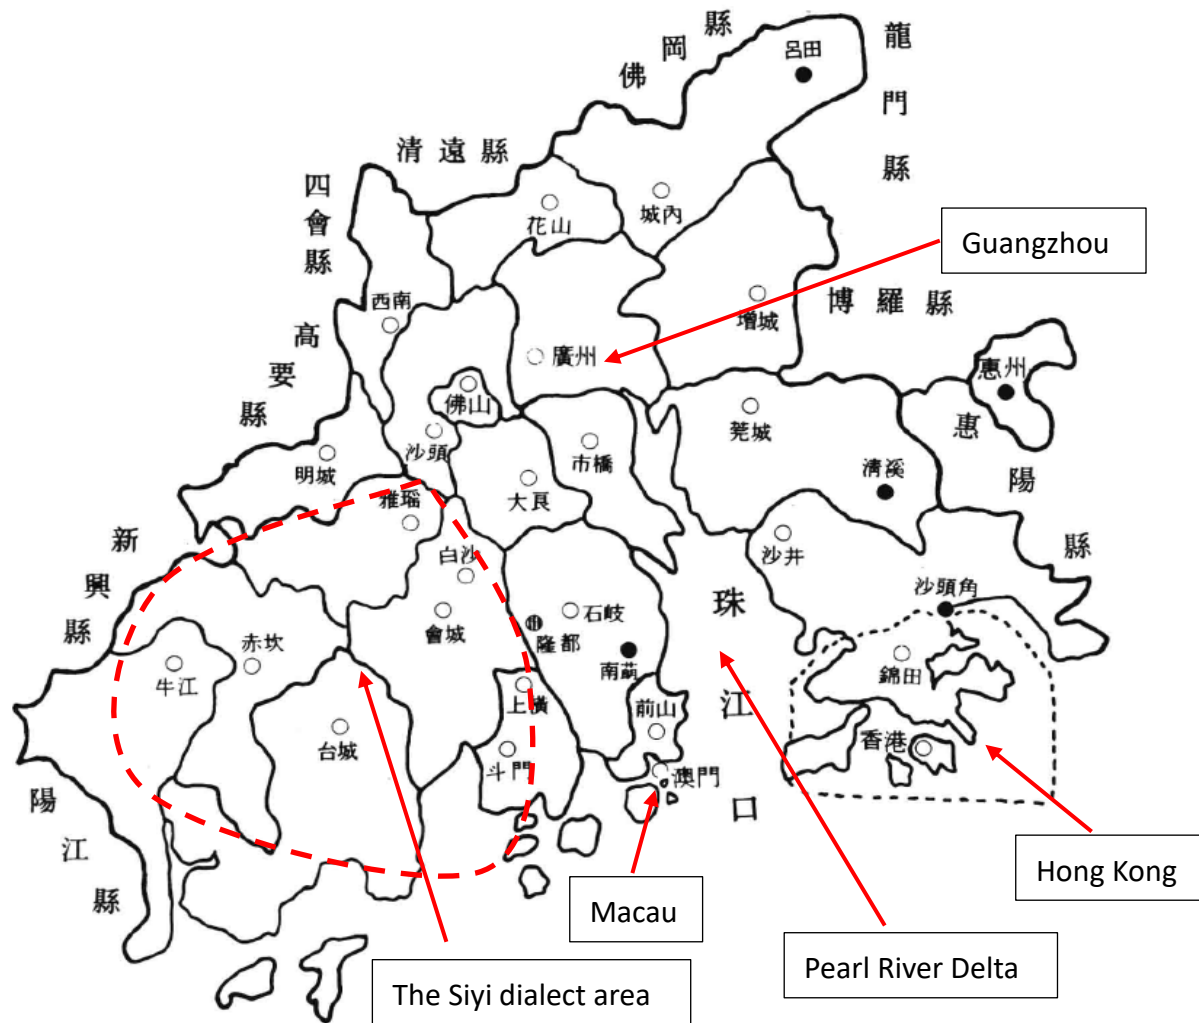 佛岡縣
呂田
龍門縣
清遠縣
四會縣
花山
城內
Guangzhou
西南
增城
博羅縣
高要縣
廣州
佛山
惠州
惠陽縣
沙頭
市橋
莞城
明城
大良
清溪
雅瑤
新興縣
白沙
沙井
珠江口
會城
隆都
石岐
沙頭角
赤坎
南蓢
牛江
錦田
上橫
前山
台城
斗門
香港
澳門
陽江縣
Hong Kong
Macau
Pearl River Delta
The Siyi dialect area